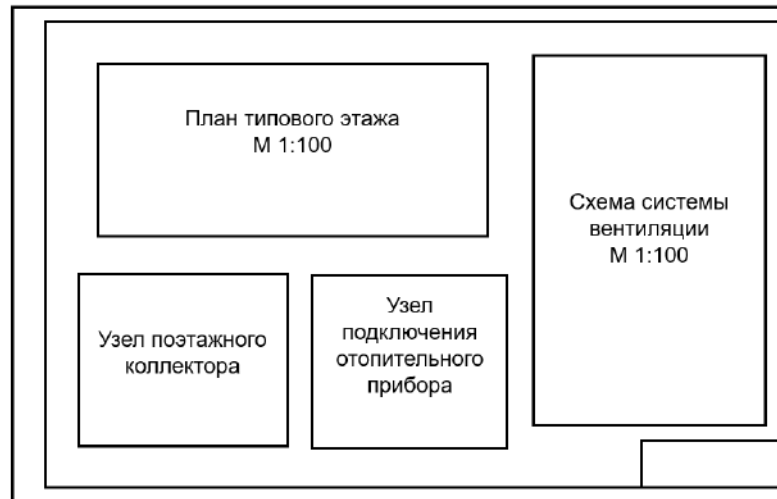 План типового этажа
М 1:100
Схема системы
вентиляции
М 1:100
Узел поэтажного
коллектора
Узел
подключения
отопительного
прибора